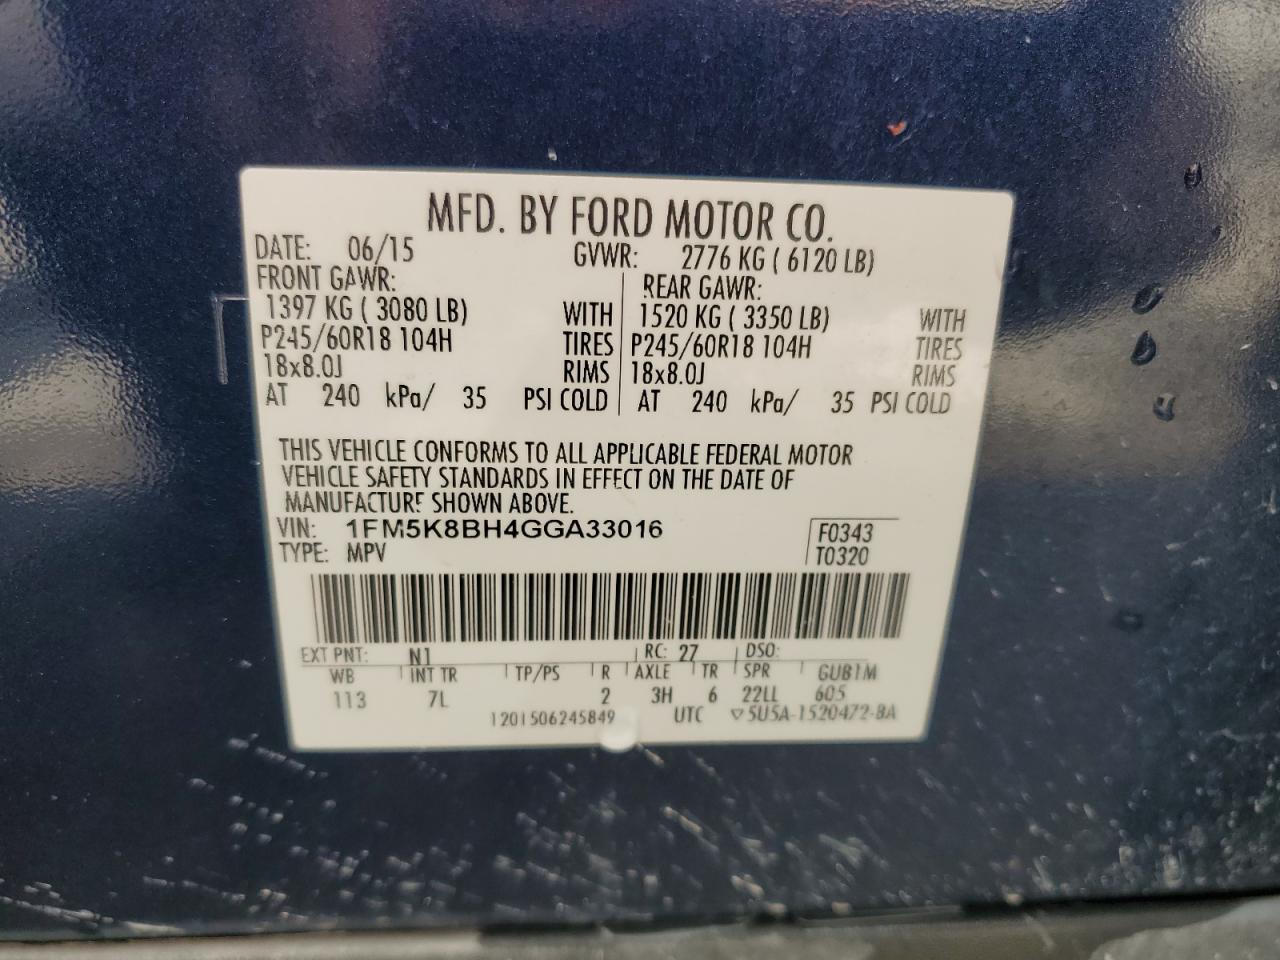 MFD. BY FORD MOTOR CO.
DATE: 06/15 GVWR: 2776 KG ( 6120 LB)
FRONT GAWR: REAR GAWR:
1397 KG ( 3080 LB) WITH 1520 KG ( 3350 LB) WITH
P245/60R18 104H TIRES P245/60R18 104H TIRES
18x8.0J RIMS 18x8.0J RIMS
AT 240 kPa/ 35 PSI COLD AT 240 kPa/ 35 PSI COLD
THIS VEHICLE CONFORMS TO ALL APPLICABLE FEDERAL MOTOR
VEHICLE SAFETY STANDARDS IN EFFECT ON THE DATE OF
MANUFACTURE SHOWN ABOVE.
VIN: 1FM5K8BH4GGA33016 F0343
TYPE: MPV T0320
EXT PNT: N1 RC: 27 DSO:
WB INT TR TP/PS R AXLE TR SPR GUB1M
113 7L 2 3H 6 22LL 605
1201506245849 UTC ▽5U5A-1520472-BA